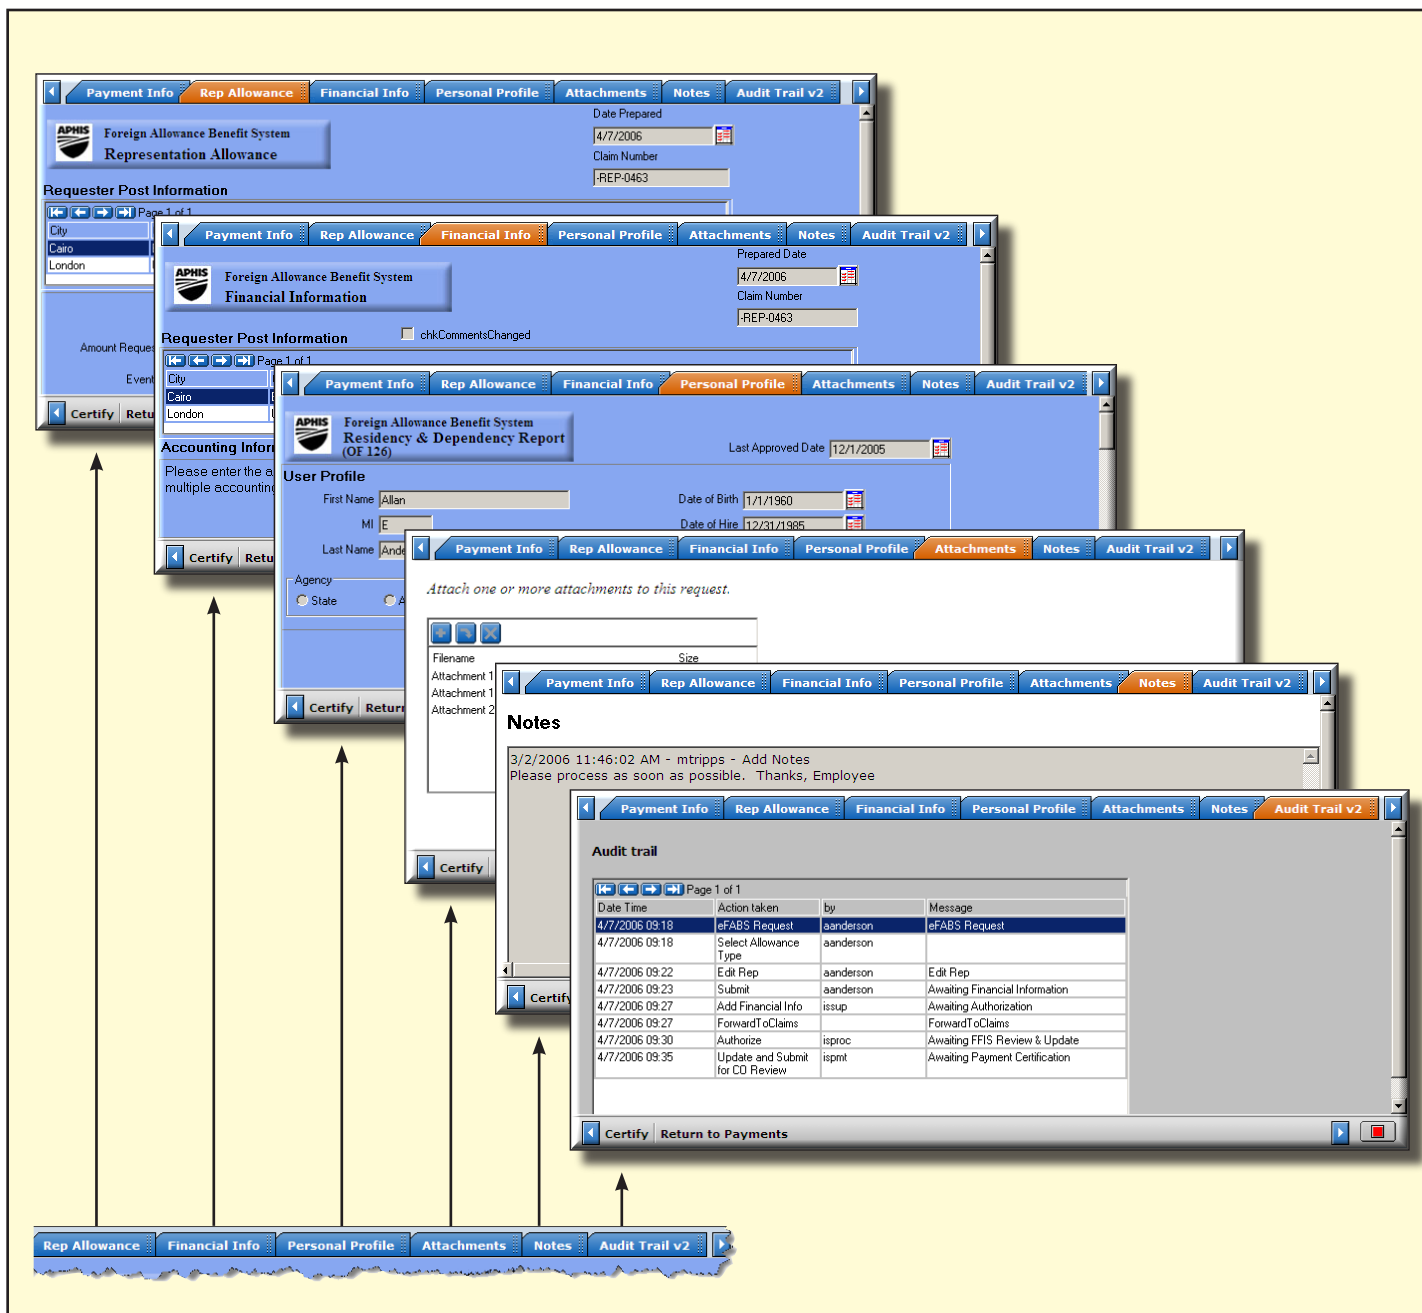 Payment Info Rep Allowance Financial Info Personal Profile Attachments Notes Audit Trail v2
APHIS
Foreign Allowance Benefit System
Representation Allowance
Date Prepared
4/7/2006
Claim Number
-REP-0463
Requester Post Information
Page 1 of 1
City
Cairo
London
Amount Reques
Event
Certify Retu
Payment Info Rep Allowance Financial Info Personal Profile Attachments Notes Audit Trail v2
APHIS
Foreign Allowance Benefit System
Financial Information
Prepared Date
4/7/2006
Claim Number
-REP-0463
Requester Post Information chkCommentsChanged
Page 1 of 1
City
Cairo
London
Accounting Inform
Please enter the a
multiple accounting
Certify Retu
Payment Info Rep Allowance Financial Info Personal Profile Attachments Notes Audit Trail v2
APHIS
Foreign Allowance Benefit System
Residency & Dependency Report
(OF 126)
Last Approved Date 12/1/2005
User Profile
First Name Allan Date of Birth 1/1/1960
MI E Date of Hire 12/31/1985
Last Name Ande
Agency
State A
Certify Return
Payment Info Rep Allowance Financial Info Personal Profile Attachments Notes Audit Trail v2
Attach one or more attachments to this request.
Filename Size
Attachment 1
Attachment 1
Attachment 2
Certify
Payment Info Rep Allowance Financial Info Personal Profile Attachments Notes Audit Trail v2
Notes
3/2/2006 11:46:02 AM - mtripps - Add Notes
Please process as soon as possible. Thanks, Employee
Certify
Payment Info Rep Allowance Financial Info Personal Profile Attachments Notes Audit Trail v2
Audit trail
Page 1 of 1
Date Time Action taken by Message
4/7/2006 09:18 eFABS Request aanderson eFABS Request
4/7/2006 09:18 Select Allowance aanderson
Type
4/7/2006 09:22 Edit Rep aanderson Edit Rep
4/7/2006 09:23 Submit aanderson Awaiting Financial Information
4/7/2006 09:27 Add Financial Info issup Awaiting Authorization
4/7/2006 09:27 ForwardToClaims ForwardToClaims
4/7/2006 09:30 Authorize isproc Awaiting FFIS Review & Update
4/7/2006 09:35 Update and Submit ispmt Awaiting Payment Certification
for CO Review
Certify Return to Payments
Rep Allowance Financial Info Personal Profile Attachments Notes Audit Trail v2